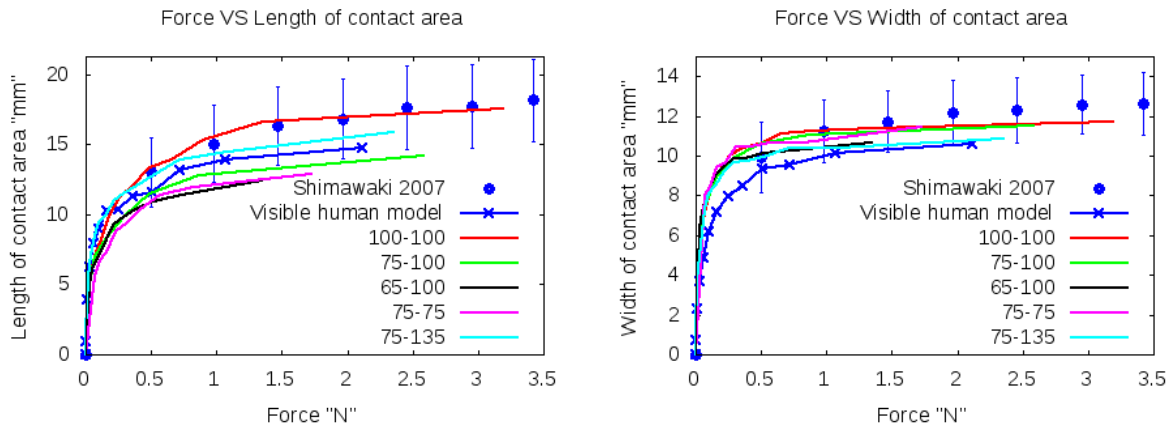 Force VS Length of contact area
Length of contact area "mm"
20
15
10
5
0
Shimawaki 2007
Visible human model
100-100
75-100
65-100
75-75
75-135
0 0.5 1 1.5 2 2.5 3 3.5
Force "N"
Force VS Width of contact area
Width of contact area "mm"
14
12
10
8
6
4
2
0
Shimawaki 2007
Visible human model
100-100
75-100
65-100
75-75
75-135
0 0.5 1 1.5 2 2.5 3 3.5
Force "N"